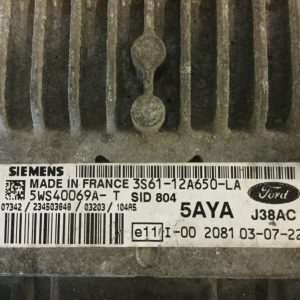 SIEMENS
MADE IN FRANCE 3S61-12A650-LA
5WS40069A- T SID 804
07342 / 234503848 / 03203 / 104A5
5AYA
Ford
J38AC
e11 I-00 2081 03-07-22